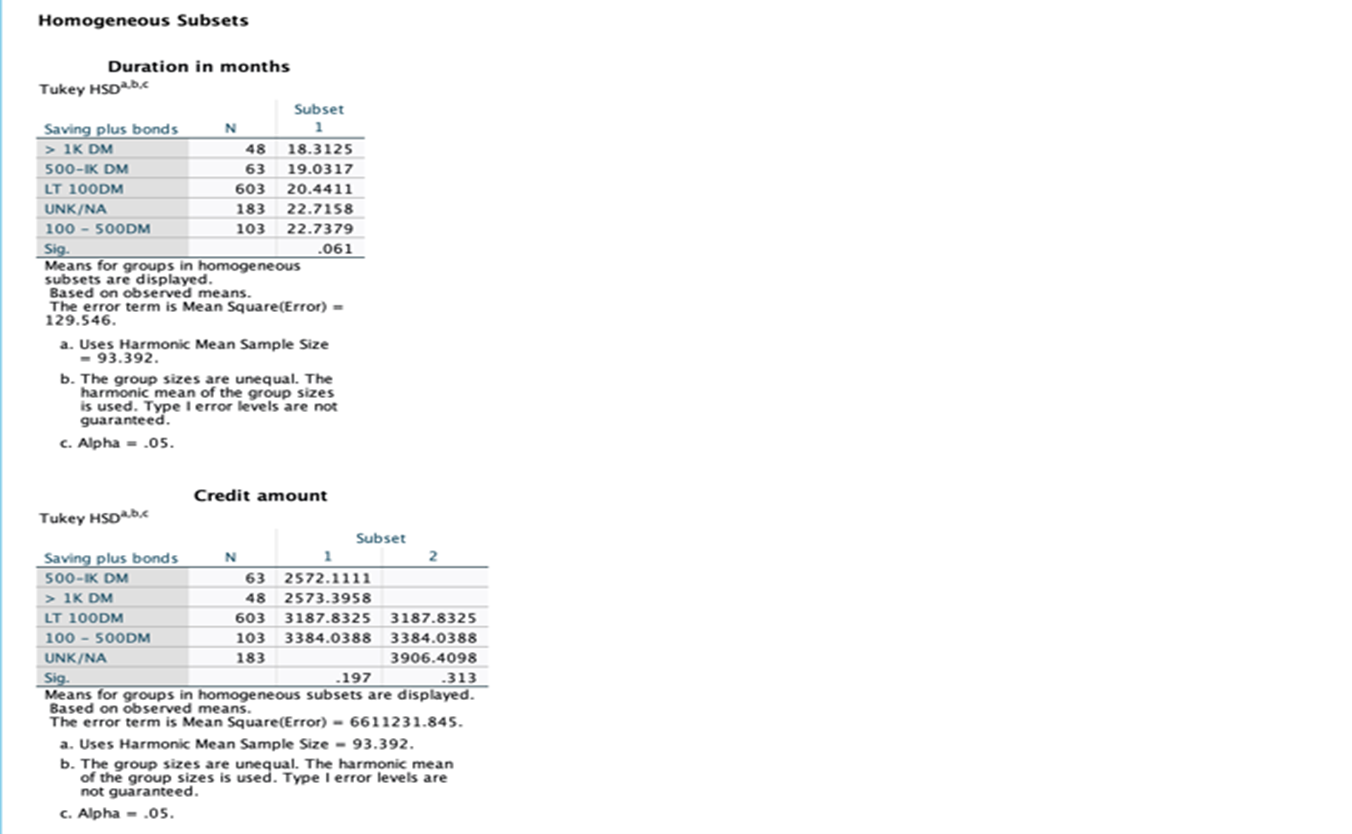 Homogeneous Subsets
Duration in months
Tukey HSDa,b,c
Subset
Saving plus bonds N 1
> 1K DM 48 18.3125
500-IK DM 63 19.0317
LT 100DM 603 20.4411
UNK/NA 183 22.7158
100 - 500DM 103 22.7379
Sig. .061
Means for groups in homogeneous
subsets are displayed.
Based on observed means.
The error term is Mean Square(Error) =
129.546.
a. Uses Harmonic Mean Sample Size
= 93.392.
b. The group sizes are unequal. The
harmonic mean of the group sizes
is used. Type I error levels are not
guaranteed.
c. Alpha = .05.
Credit amount
Tukey HSDa,b,c
Subset
Saving plus bonds N 1 2
500-IK DM 63 2572.1111
> 1K DM 48 2573.3958
LT 100DM 603 3187.8325 3187.8325
100 - 500DM 103 3384.0388 3384.0388
UNK/NA 183 3906.4098
Sig. .197 .313
Means for groups in homogeneous subsets are displayed.
Based on observed means.
The error term is Mean Square(Error) = 6611231.845.
a. Uses Harmonic Mean Sample Size = 93.392.
b. The group sizes are unequal. The harmonic mean
of the group sizes is used. Type I error levels are
not guaranteed.
c. Alpha = .05.